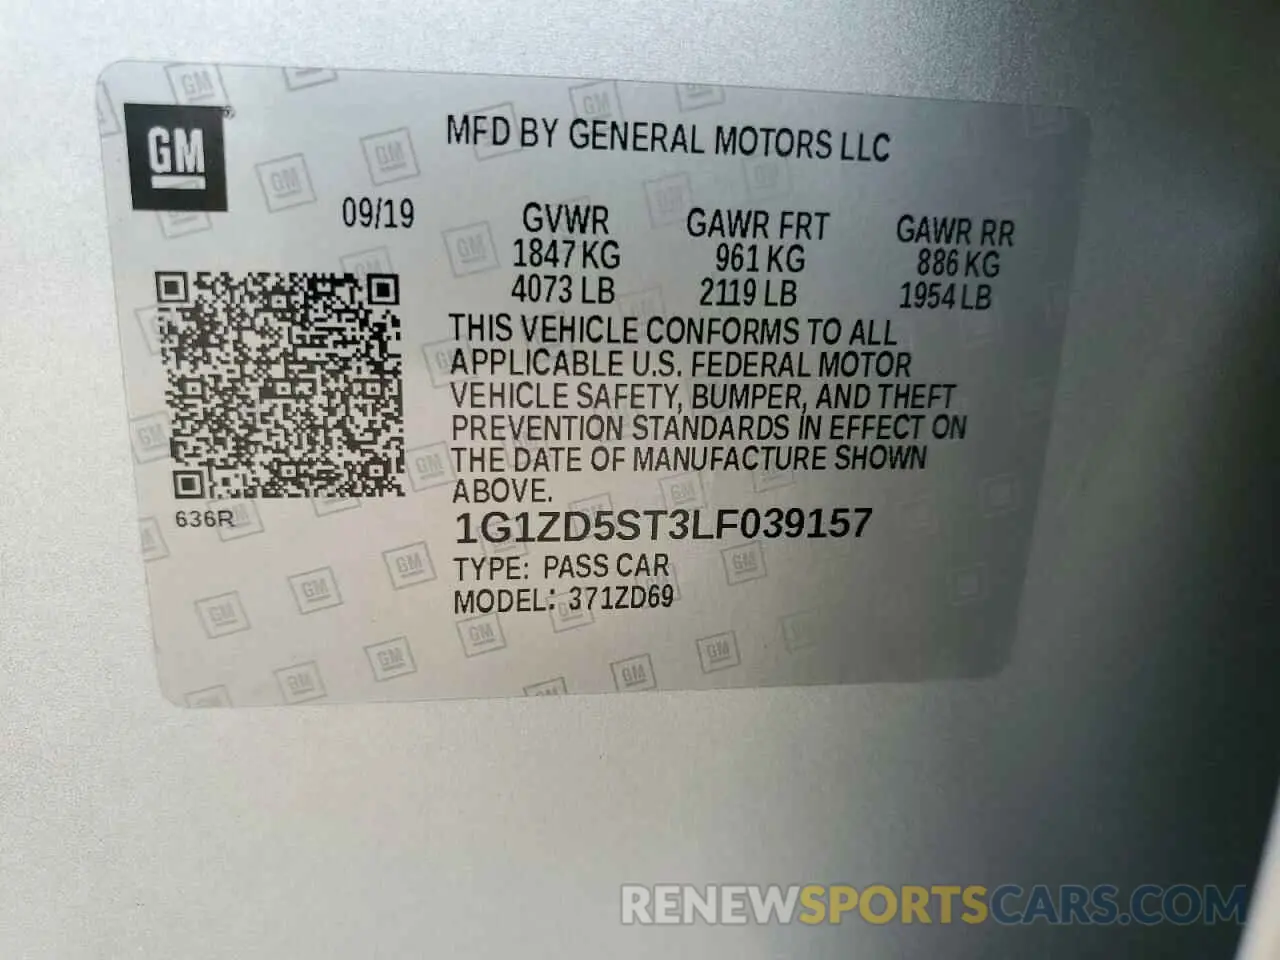 GM
MFD BY GENERAL MOTORS LLC
09/19
GVWR GAWR FRT GAWR RR
1847 KG 961 KG 886 KG
4073 LB 2119 LB 1954 LB
THIS VEHICLE CONFORMS TO ALL
APPLICABLE U.S. FEDERAL MOTOR
VEHICLE SAFETY, BUMPER, AND THEFT
PREVENTION STANDARDS IN EFFECT ON
THE DATE OF MANUFACTURE SHOWN
ABOVE.
636R
1G1ZD5ST3LF039157
TYPE: PASS CAR
MODEL: 371ZD69
RENEWSPORTSCARS.COM